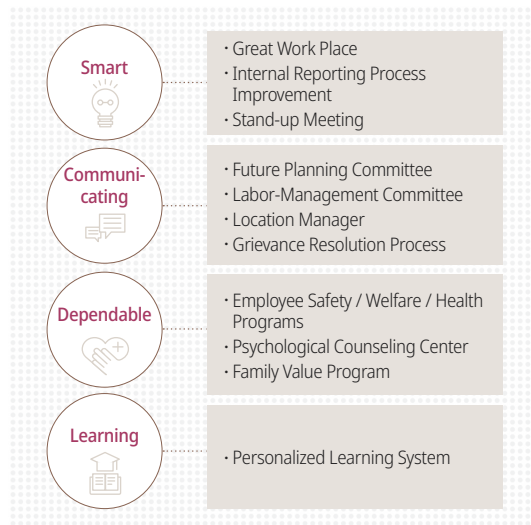 Smart
· Great Work Place
· Internal Reporting Process
Improvement
· Stand-up Meeting
Communi-
cating
· Future Planning Committee
· Labor-Management Committee
· Location Manager
· Grievance Resolution Process
Dependable
· Employee Safety / Welfare / Health
Programs
· Psychological Counseling Center
· Family Value Program
Learning
· Personalized Learning System